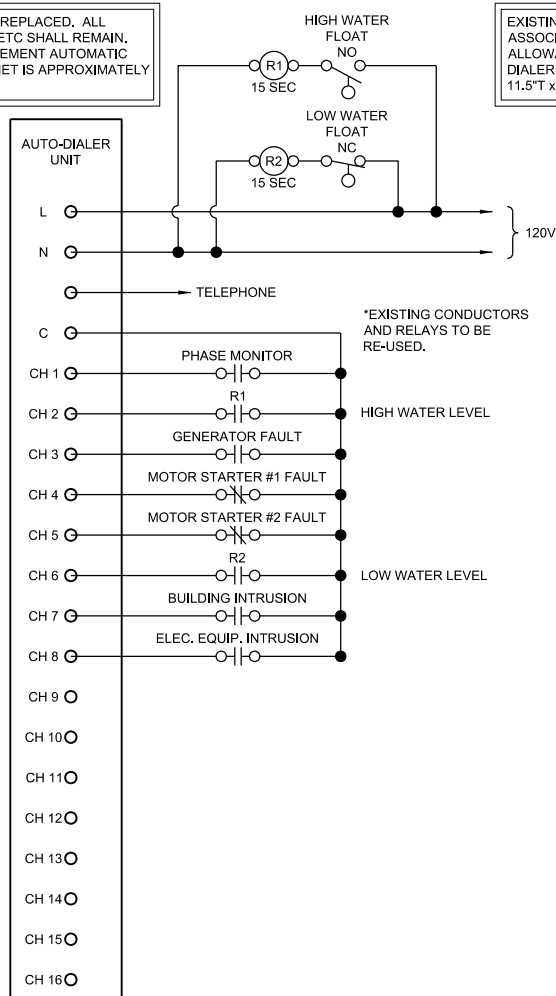 REPLACED. ALL
ETC SHALL REMAIN.
EMENT AUTOMATIC
NET IS APPROXIMATELY
EXISTIN
ASSOCI
ALLOWA
DIALER
11.5"T x
HIGH WATER
FLOAT
NO
R1
15 SEC
LOW WATER
FLOAT
NC
R2
15 SEC
AUTO-DIALER
UNIT
L
N
120V
TELEPHONE
C
*EXISTING CONDUCTORS
AND RELAYS TO BE
RE-USED.
CH 1
PHASE MONITOR
CH 2
R1
HIGH WATER LEVEL
CH 3
GENERATOR FAULT
CH 4
MOTOR STARTER #1 FAULT
CH 5
MOTOR STARTER #2 FAULT
CH 6
R2
LOW WATER LEVEL
CH 7
BUILDING INTRUSION
CH 8
ELEC. EQUIP. INTRUSION
CH 9
CH 10
CH 11
CH 12
CH 13
CH 14
CH 15
CH 16